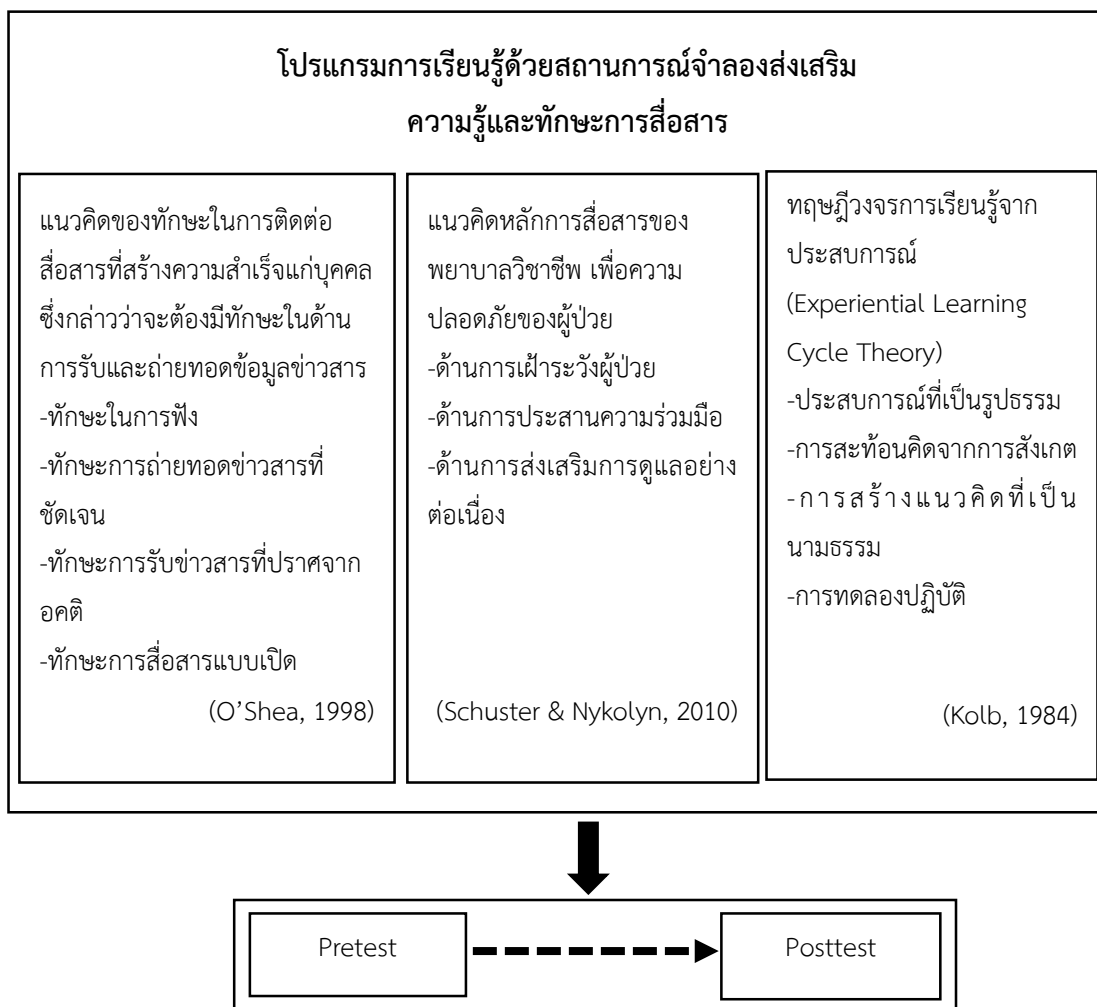 โปรแกรมการเรียนรู้ด้วยสถานการณ์จำลองส่งเสริม
ความรู้และทักษะการสื่อสาร
แนวคิดของทักษะในการติดต่อ
สื่อสารที่สร้างความสำเร็จแก่บุคคล
ซึ่งกล่าวว่าจะต้องมีทักษะในด้าน
การรับและถ่ายทอดข้อมูลข่าวสาร
-ทักษะในการฟัง
-ทักษะการถ่ายทอดข่าวสารที่
ชัดเจน
-ทักษะการรับข่าวสารที่ปราศจาก
อคติ
-ทักษะการสื่อสารแบบเปิด
(O’Shea, 1998)
แนวคิดหลักการสื่อสารของ
พยาบาลวิชาชีพ เพื่อความ
ปลอดภัยของผู้ป่วย
-ด้านการเฝ้าระวังผู้ป่วย
-ด้านการประสานความร่วมมือ
-ด้านการส่งเสริมการดูแลอย่าง
ต่อเนื่อง
(Schuster & Nykolyn, 2010)
ทฤษฎีวงจรการเรียนรู้จาก
ประสบการณ์
(Experiential Learning
Cycle Theory)
-ประสบการณ์ที่เป็นรูปธรรม
-การสะท้อนคิดจากการสังเกต
-การสร้างแนวคิดที่เป็น
นามธรรม
-การทดลองปฏิบัติ
(Kolb, 1984)
Pretest
Posttest